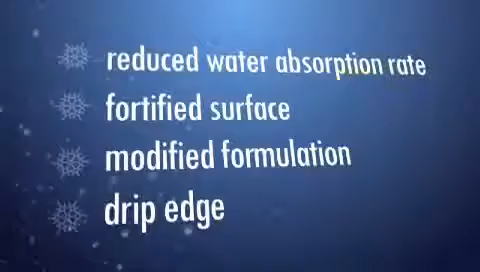 reduced water absorption rate
fortified surface
modified formulation
drip edge